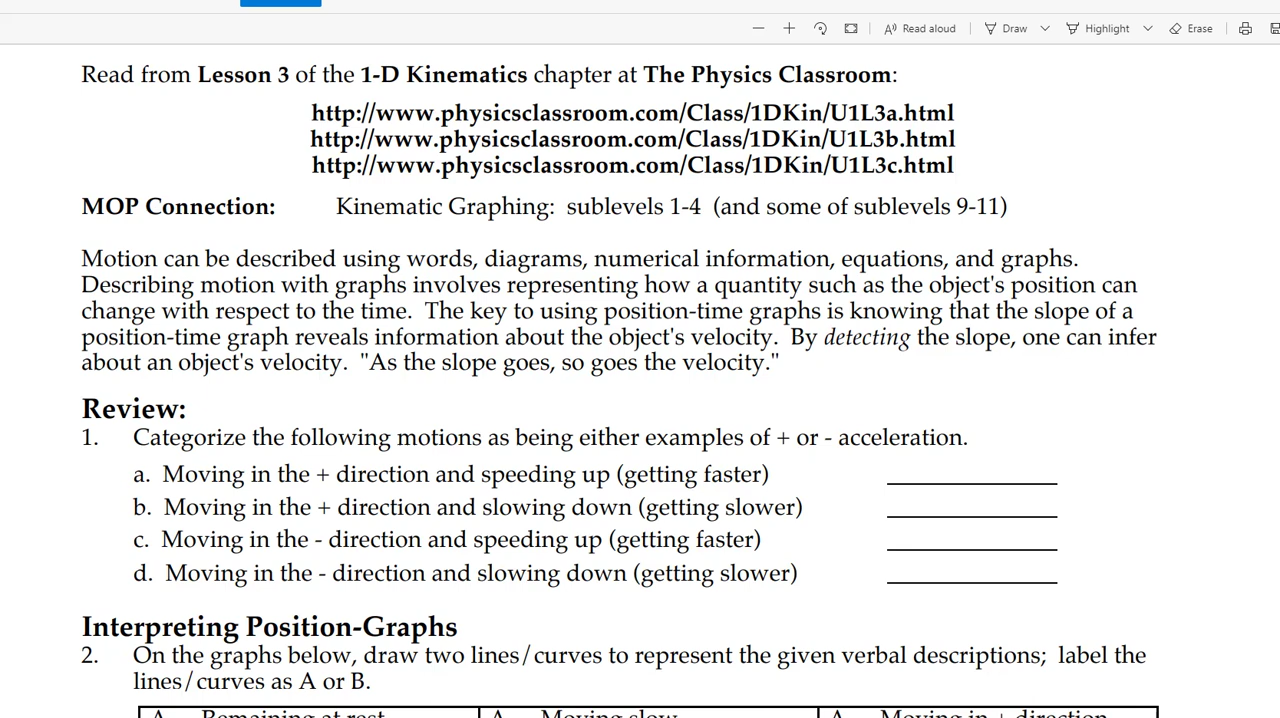 Read aloud Draw Highlight Erase
Read from Lesson 3 of the 1-D Kinematics chapter at The Physics Classroom:
http://www.physicsclassroom.com/Class/1DKin/U1L3a.html
http://www.physicsclassroom.com/Class/1DKin/U1L3b.html
http://www.physicsclassroom.com/Class/1DKin/U1L3c.html
MOP Connection: Kinematic Graphing: sublevels 1-4 (and some of sublevels 9-11)
Motion can be described using words, diagrams, numerical information, equations, and graphs.
Describing motion with graphs involves representing how a quantity such as the object's position can
change with respect to the time. The key to using position-time graphs is knowing that the slope of a
position-time graph reveals information about the object's velocity. By detecting the slope, one can infer
about an object's velocity. "As the slope goes, so goes the velocity."
Review:
1. Categorize the following motions as being either examples of + or - acceleration.
a. Moving in the + direction and speeding up (getting faster)
b. Moving in the + direction and slowing down (getting slower)
c. Moving in the - direction and speeding up (getting faster)
d. Moving in the - direction and slowing down (getting slower)
Interpreting Position-Graphs
2. On the graphs below, draw two lines/curves to represent the given verbal descriptions; label the
lines/curves as A or B.
A Remaining at rest A Moving slow A Moving in + direction